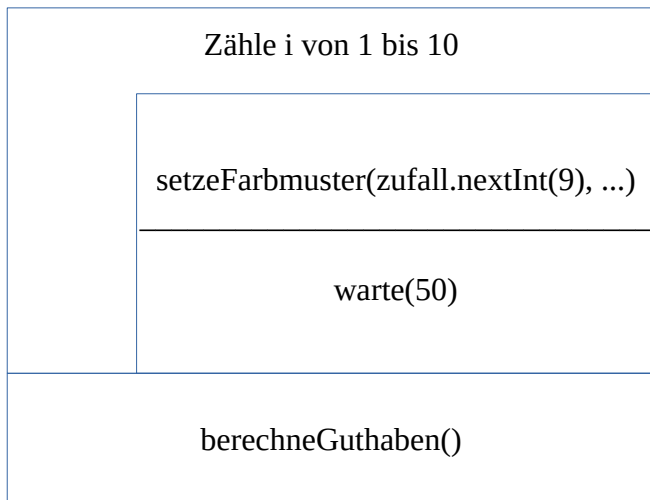 Zähle i von 1 bis 10
setzeFarbmuster(zufall.nextInt(9), ...)
warte(50)
berechneGuthaben()